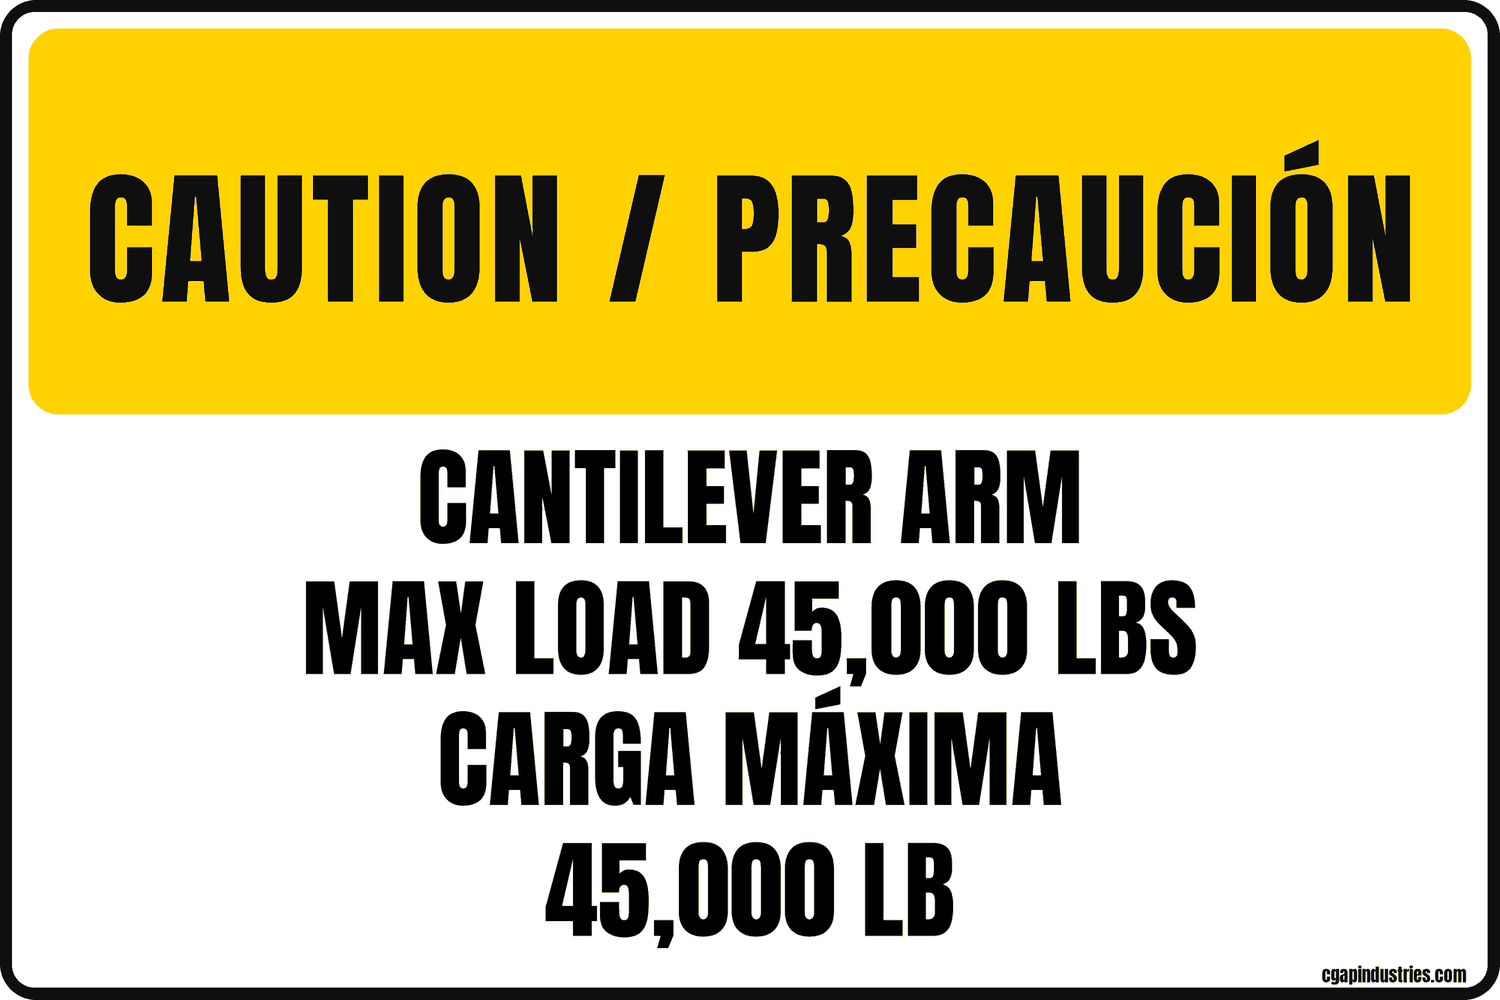 CAUTION / PRECAUCIÓN
CANTILEVER ARM
MAX LOAD 45,000 LBS
CARGA MÁXIMA
45,000 LB
cgapindustries.com